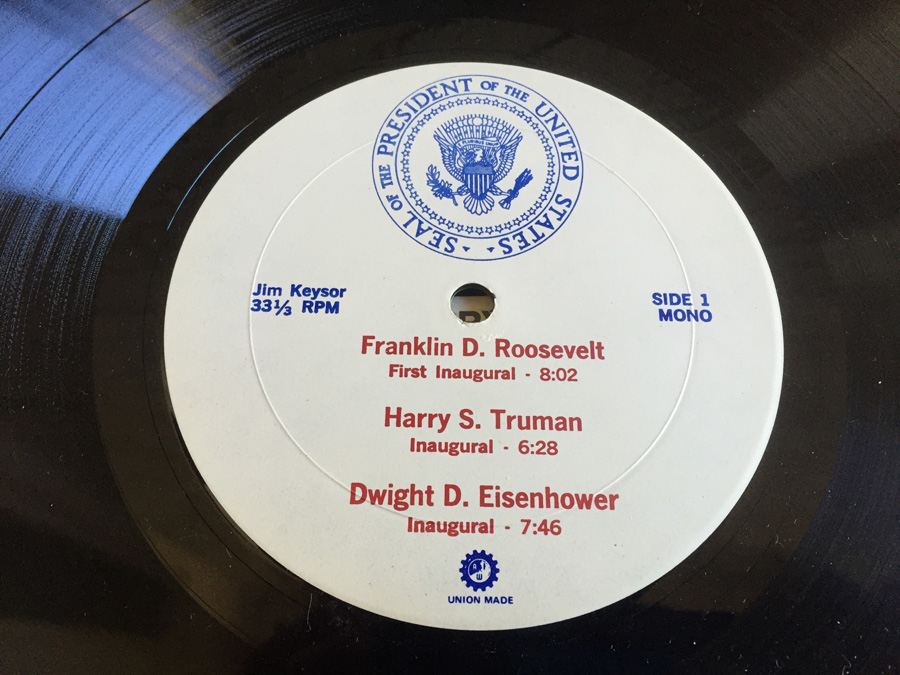 SEAL OF THE PRESIDENT OF THE UNITED STATES
Jim Keysor
33⅓ RPM
SIDE 1
MONO
Franklin D. Roosevelt
First Inaugural - 8:02
Harry S. Truman
Inaugural - 6:28
Dwight D. Eisenhower
Inaugural - 7:46
UNION MADE